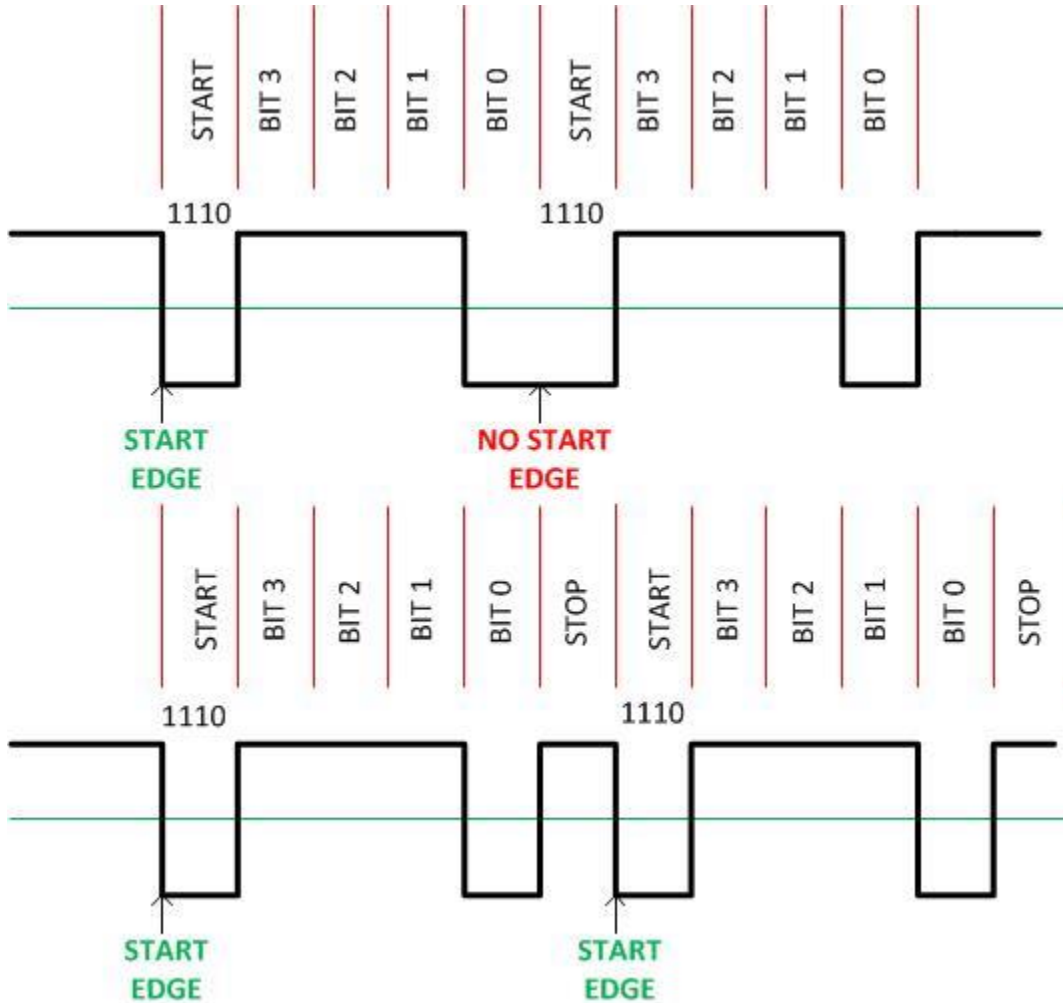 START
BIT 3
BIT 2
BIT 1
BIT 0
START
BIT 3
BIT 2
BIT 1
BIT 0
1110
1110
START
EDGE
NO START
EDGE
START
BIT 3
BIT 2
BIT 1
BIT 0
STOP
START
BIT 3
BIT 2
BIT 1
BIT 0
STOP
1110
1110
START
EDGE
START
EDGE